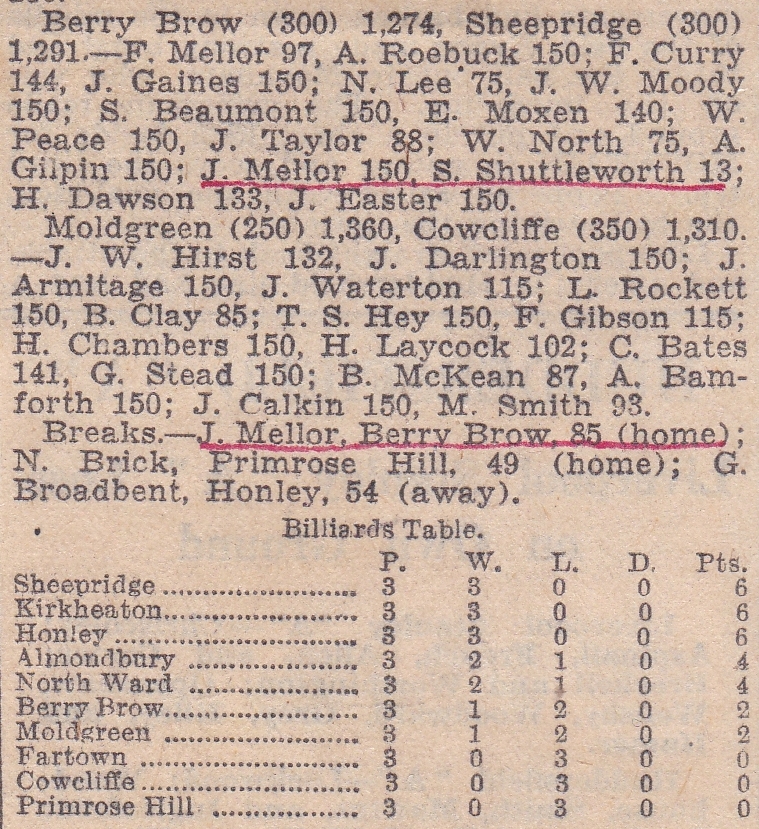 Berry Brow (300) 1,274, Sheepridge (300)
1,291.—F. Mellor 97, A. Roebuck 150; F. Curry
144, J. Gaines 150; N. Lee 75, J. W. Moody
150; S. Beaumont 150, E. Moxen 140; W.
Peace 150, J. Taylor 88; W. North 75, A.
Gilpin 150; J. Mellor 150, S. Shuttleworth 13;
H. Dawson 133, J. Easter 150.
Moldgreen (250) 1,360, Cowcliffe (350) 1,310.
—J. W. Hirst 132, J. Darlington 150; J.
Armitage 150, J. Waterton 115; L. Rockett
150, B. Clay 85; T. S. Hey 150, F. Gibson 115;
H. Chambers 150, H. Laycock 102; C. Bates
141, G. Stead 150; B. McKean 87, A. Bam-
forth 150; J. Calkin 150, M. Smith 93.
Breaks.—J. Mellor, Berry Brow, 85 (home);
N. Brick, Primrose Hill, 49 (home); G.
Broadbent, Honley, 54 (away).
Billiards Table.
P. W. L. D. Pts.
Sheepridge .................... 3 3 0 0 6
Kirkheaton.................... 3 3 0 0 6
Honley .................... 3 3 0 0 6
Almondbury .................... 3 2 1 0 4
North Ward .................... 3 2 1 0 4
Berry Brow.................... 3 1 2 0 2
Moldgreen .................... 3 1 2 0 2
Fartown .................... 3 0 3 0 0
Cowcliffe.................... 3 0 3 0 0
Primrose Hill .................... 3 0 3 0 0